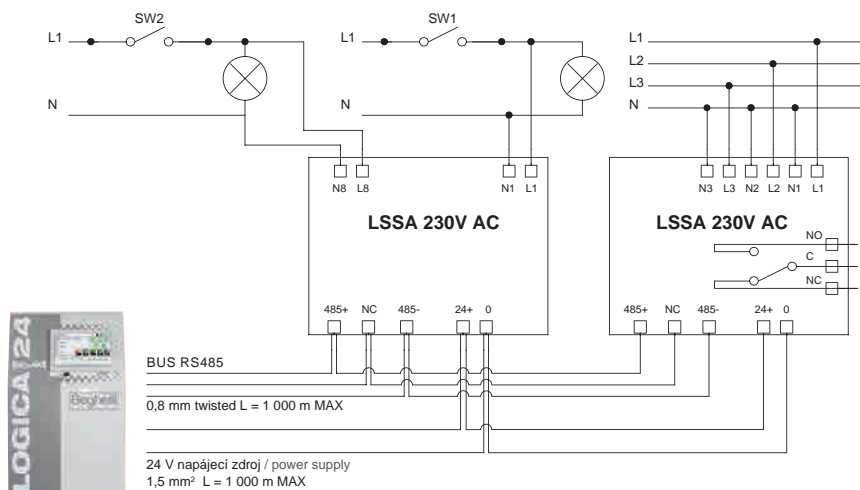 SW2
SW1
L1
L1
L1
L2
L3
N
N
N
N8
L8
N1
L1
N3
L3
N2
L2
N1
L1
LSSA 230V AC
LSSA 230V AC
NO
C
NC
485+
NC
485-
24+
0
485+
NC
485-
24+
0
LOGICA 24
Beghelli
BUS RS485
0,8 mm twisted L = 1 000 m MAX
24 V napájecí zdroj / power supply
1,5 mm² L = 1 000 m MAX